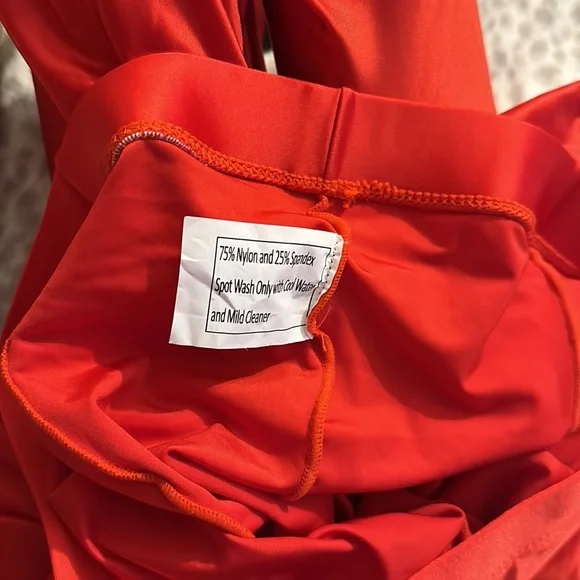 75% Nylon and 25% Spandex
Spot Wash Only with Cool Water
and Mild Cleaner